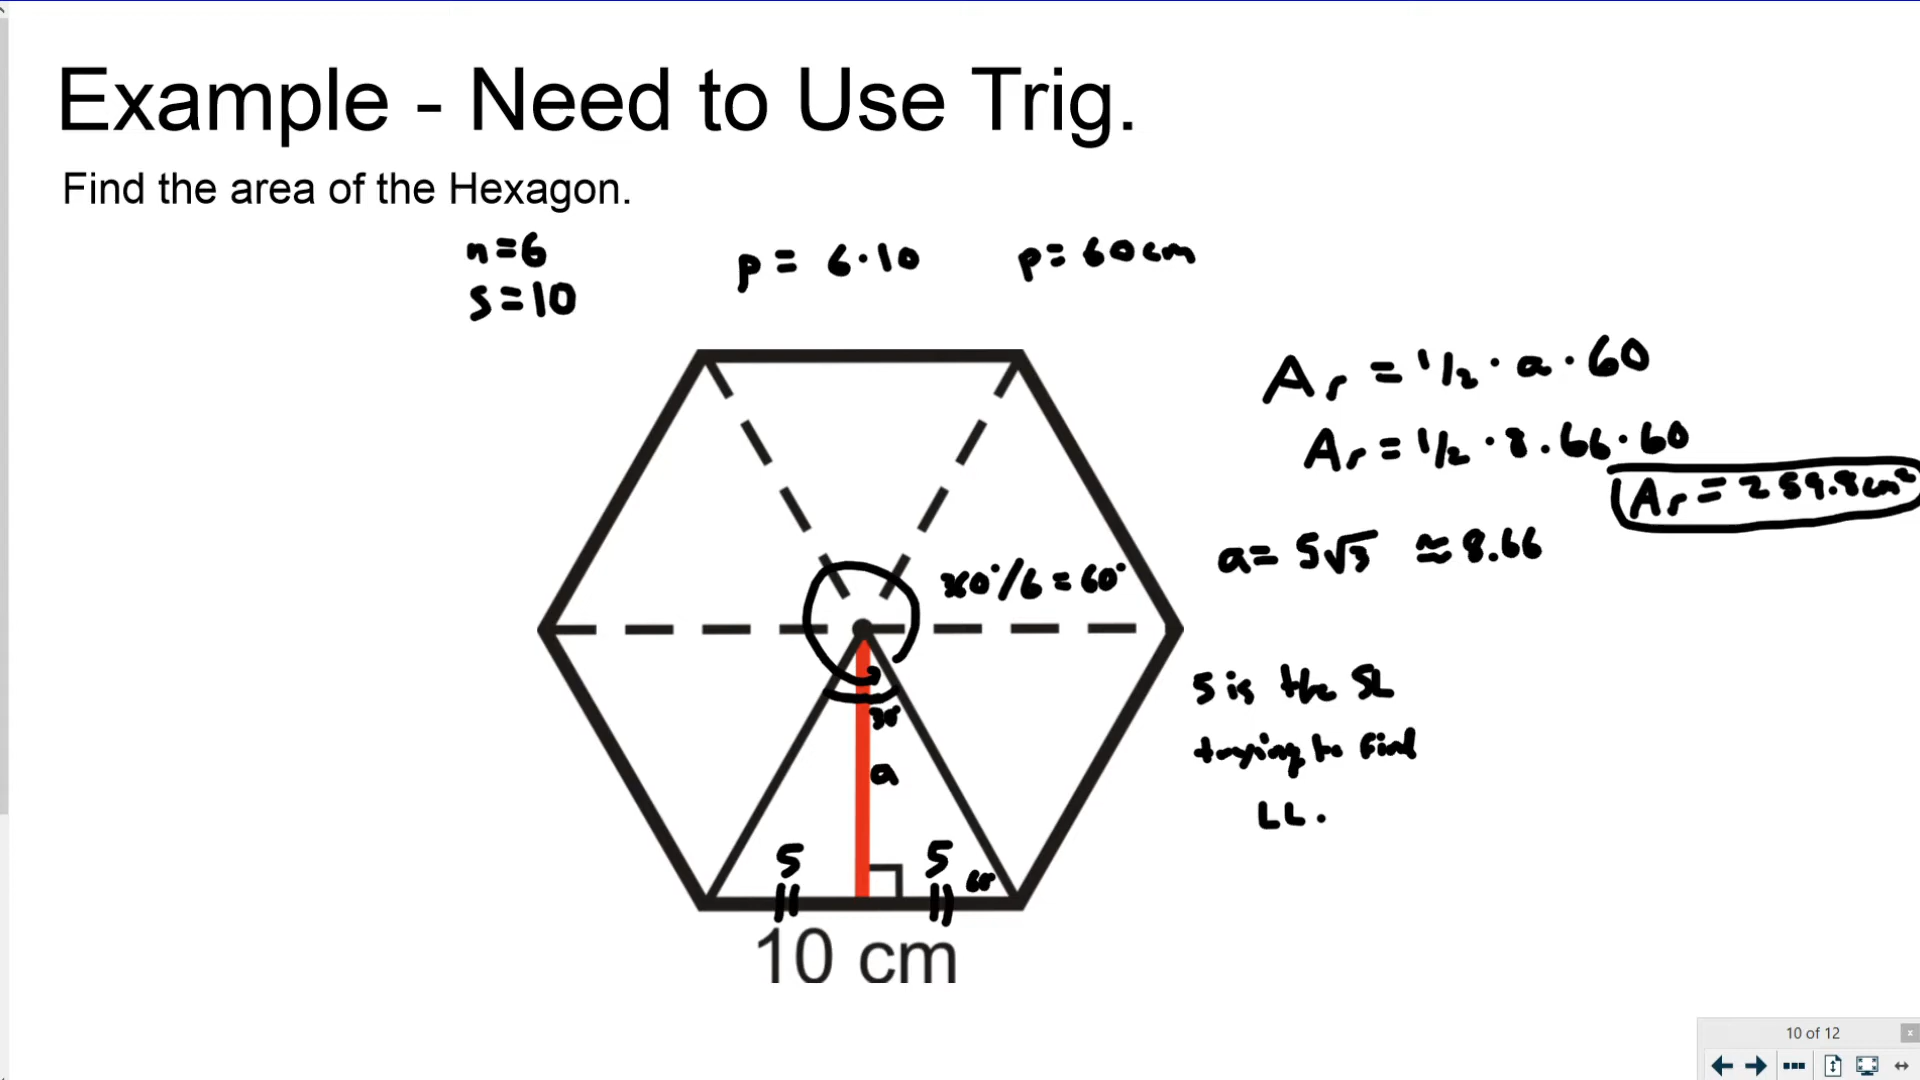 Example - Need to Use Trig.
Find the area of the Hexagon.
n=6
s=10
p = 6·10
p= 60cm
Ar = 1/2 · a · 60
Ar = 1/2 · 8.66 · 60
Ar = 259.8cm²
a= 5√3 ≈ 8.66
360°/6 = 60°
5 is the SL
trying to find
LL.
30°
a
5
5
60°
10 cm
10 of 12